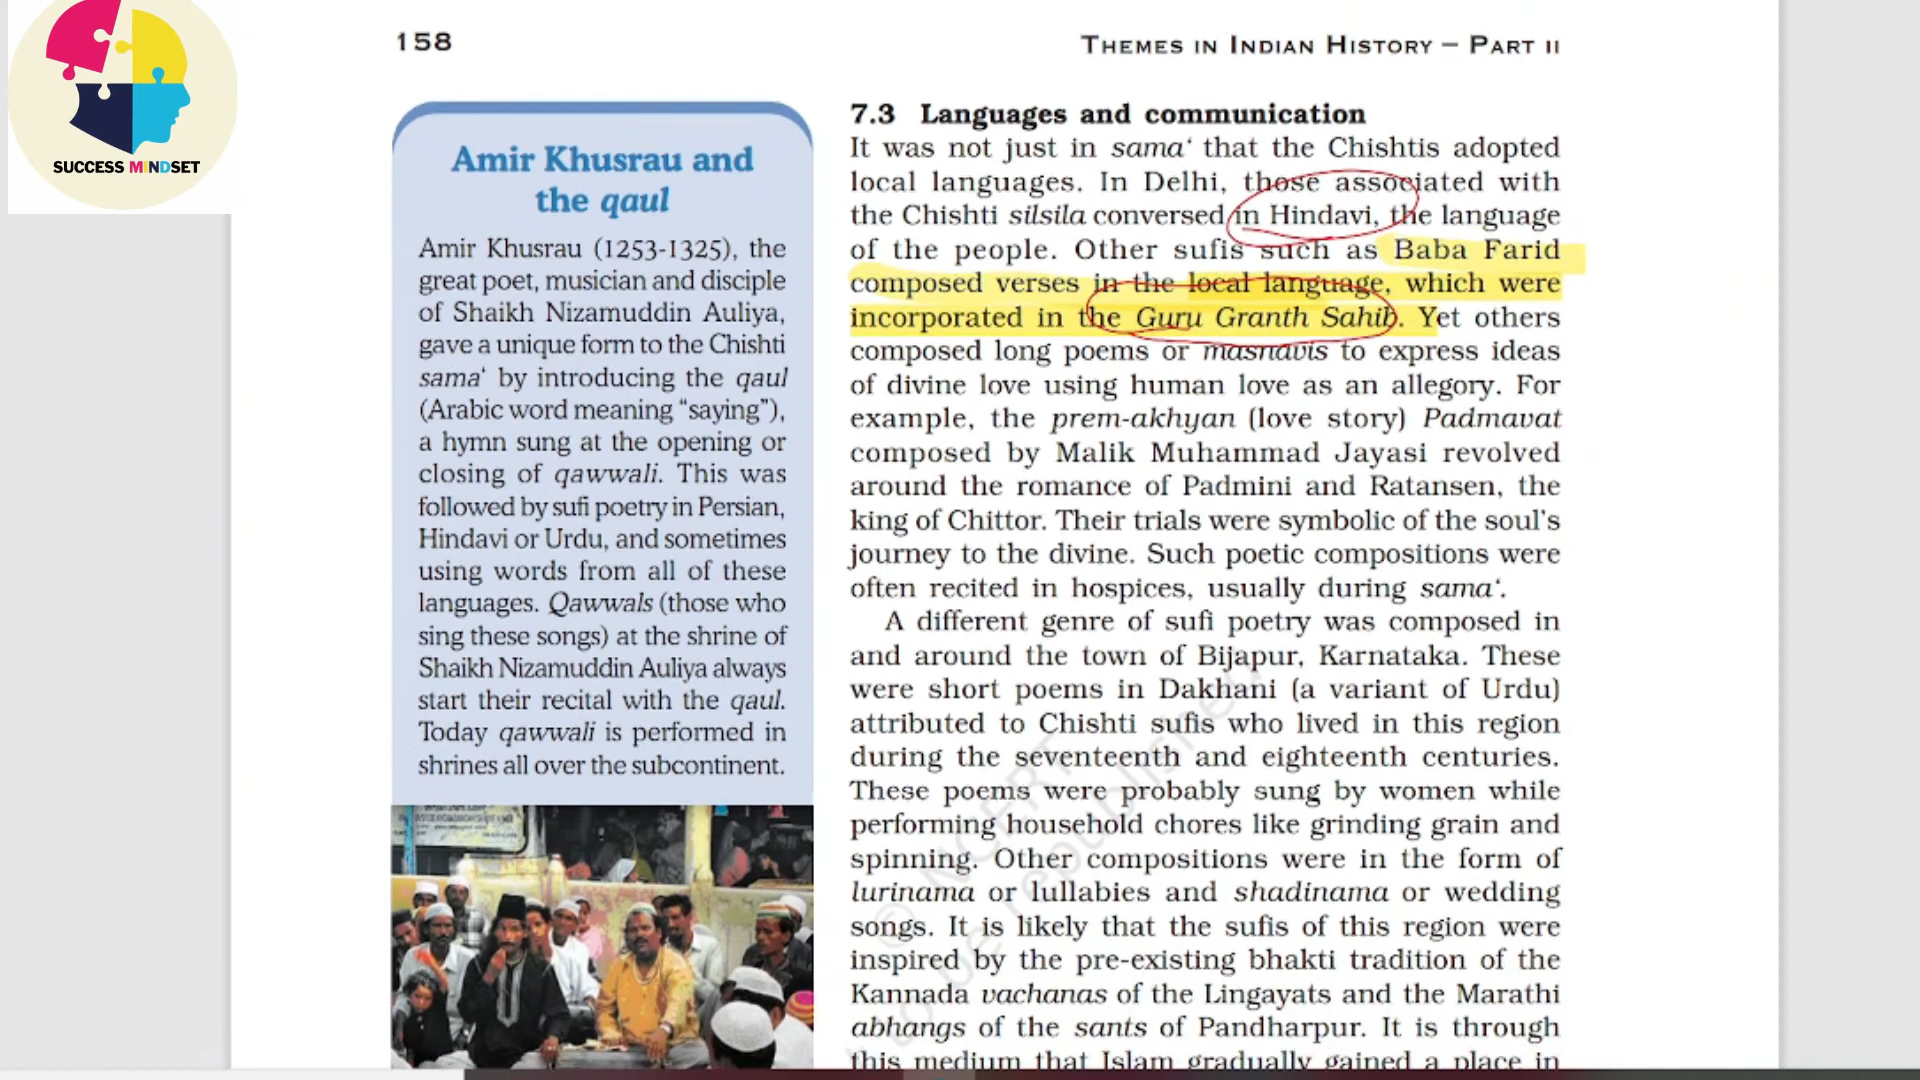 SUCCESS MINDSET
158
THEMES IN INDIAN HISTORY – PART II
Amir Khusrau and
the qaul
Amir Khusrau (1253-1325), the
great poet, musician and disciple
of Shaikh Nizamuddin Auliya,
gave a unique form to the Chishti
sama‘ by introducing the qaul
(Arabic word meaning “saying”),
a hymn sung at the opening or
closing of qawwali. This was
followed by sufi poetry in Persian,
Hindavi or Urdu, and sometimes
using words from all of these
languages. Qawwals (those who
sing these songs) at the shrine of
Shaikh Nizamuddin Auliya always
start their recital with the qaul.
Today qawwali is performed in
shrines all over the subcontinent.
7.3 Languages and communication
It was not just in sama‘ that the Chishtis adopted
local languages. In Delhi, those associated with
the Chishti silsila conversed in Hindavi, the language
of the people. Other sufis such as Baba Farid
composed verses in the local language, which were
incorporated in the Guru Granth Sahib. Yet others
composed long poems or masnavis to express ideas
of divine love using human love as an allegory. For
example, the prem-akhyan (love story) Padmavat
composed by Malik Muhammad Jayasi revolved
around the romance of Padmini and Ratansen, the
king of Chittor. Their trials were symbolic of the soul’s
journey to the divine. Such poetic compositions were
often recited in hospices, usually during sama‘.
A different genre of sufi poetry was composed in
and around the town of Bijapur, Karnataka. These
were short poems in Dakhani (a variant of Urdu)
attributed to Chishti sufis who lived in this region
during the seventeenth and eighteenth centuries.
These poems were probably sung by women while
performing household chores like grinding grain and
spinning. Other compositions were in the form of
lurinama or lullabies and shadinama or wedding
songs. It is likely that the sufis of this region were
inspired by the pre-existing bhakti tradition of the
Kannada vachanas of the Lingayats and the Marathi
abhangs of the sants of Pandharpur. It is through
this medium that Islam gradually gained a place in
© NCERT
be republished